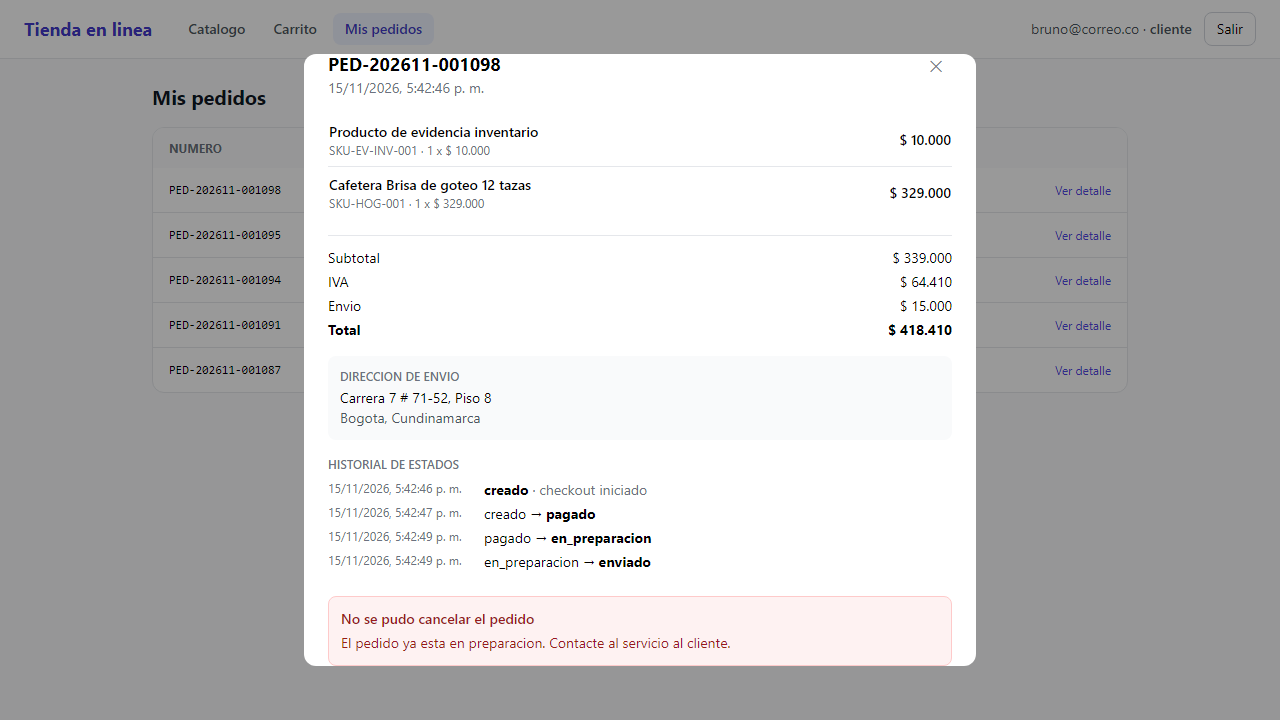 Tienda en linea
Catalogo
Carrito
Mis pedidos
bruno@correo.co · cliente
Salir
Mis pedidos
NUMERO
PED-202611-001098
Ver detalle
PED-202611-001095
Ver detalle
PED-202611-001094
Ver detalle
PED-202611-001091
Ver detalle
PED-202611-001087
Ver detalle
PED-202611-001098
15/11/2026, 5:42:46 p. m.
Producto de evidencia inventario
SKU-EV-INV-001 · 1 x $ 10.000
$ 10.000
Cafetera Brisa de goteo 12 tazas
SKU-HOG-001 · 1 x $ 329.000
$ 329.000
Subtotal $ 339.000
IVA $ 64.410
Envio $ 15.000
Total $ 418.410
DIRECCION DE ENVIO
Carrera 7 # 71-52, Piso 8
Bogota, Cundinamarca
HISTORIAL DE ESTADOS
15/11/2026, 5:42:46 p. m. creado · checkout iniciado
15/11/2026, 5:42:47 p. m. creado → pagado
15/11/2026, 5:42:49 p. m. pagado → en_preparacion
15/11/2026, 5:42:49 p. m. en_preparacion → enviado
No se pudo cancelar el pedido
El pedido ya esta en preparacion. Contacte al servicio al cliente.